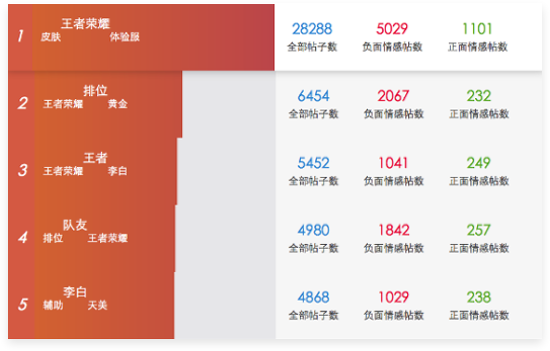 1 王者荣耀 28288 5029 1101
皮肤 体验服 全部帖子数 负面情感帖数 正面情感帖数
2 排位 6454 2067 232
王者荣耀 黄金 全部帖子数 负面情感帖数 正面情感帖数
3 王者 5452 1041 249
王者荣耀 李白 全部帖子数 负面情感帖数 正面情感帖数
4 队友 4980 1842 257
排位 王者荣耀 全部帖子数 负面情感帖数 正面情感帖数
5 李白 4868 1029 238
辅助 天美 全部帖子数 负面情感帖数 正面情感帖数